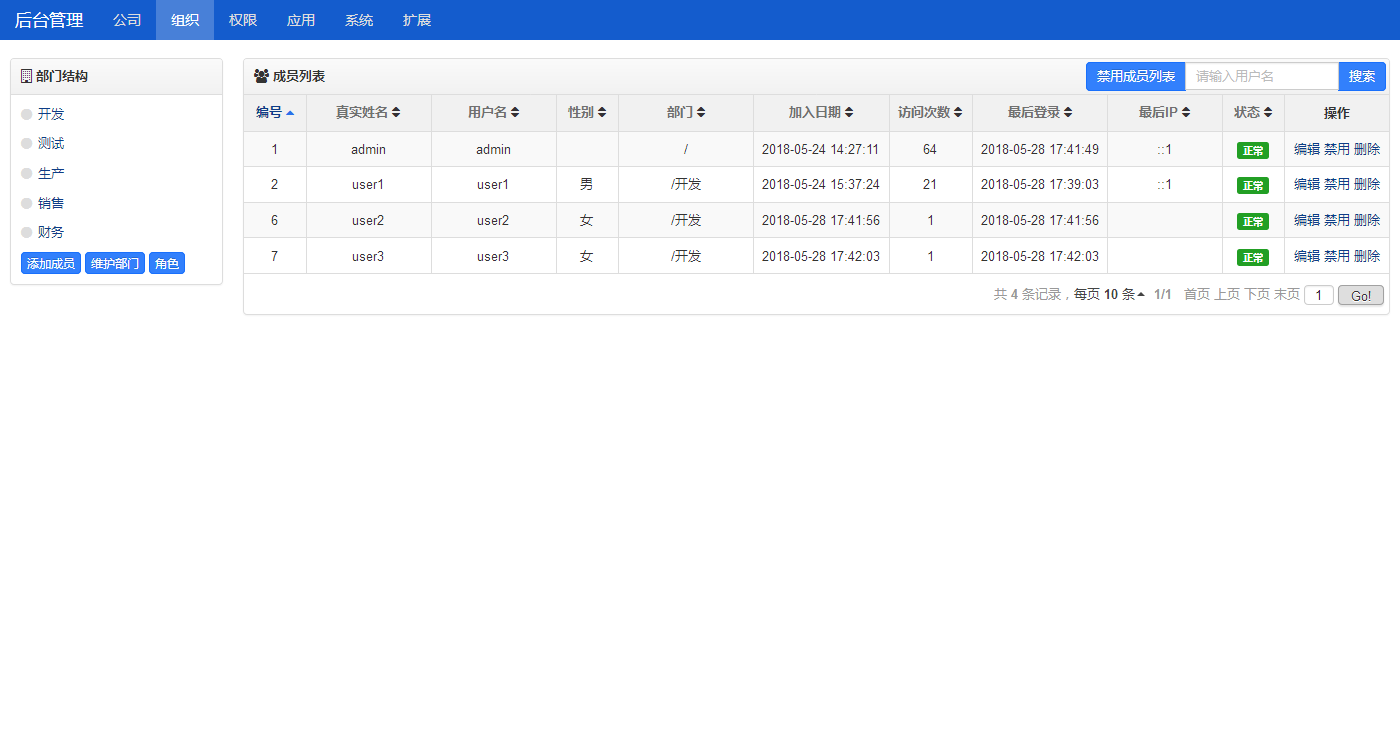 后台管理 公司 组织 权限 应用 系统 扩展
部门结构
开发
测试
生产
销售
财务
添加成员 维护部门 角色
成员列表 禁用成员列表 请输入用户名 搜索
编号 真实姓名 用户名 性别 部门 加入日期 访问次数 最后登录 最后IP 状态 操作
1 admin admin / 2018-05-24 14:27:11 64 2018-05-28 17:41:49 ::1 正常 编辑 禁用 删除
2 user1 user1 男 /开发 2018-05-24 15:37:24 21 2018-05-28 17:39:03 ::1 正常 编辑 禁用 删除
6 user2 user2 女 /开发 2018-05-28 17:41:56 1 2018-05-28 17:41:56 正常 编辑 禁用 删除
7 user3 user3 女 /开发 2018-05-28 17:42:03 1 2018-05-28 17:42:03 正常 编辑 禁用 删除
共 4 条记录，每页 10 条 1/1 首页 上页 下页 末页 1 Go!